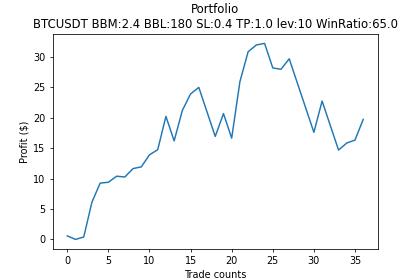 Portfolio
BTCUSDT BBM:2.4 BBL:180 SL:0.4 TP:1.0 lev:10 WinRatio:65.0
Profit ($)
30
25
20
15
10
5
0
0 5 10 15 20 25 30 35
Trade counts